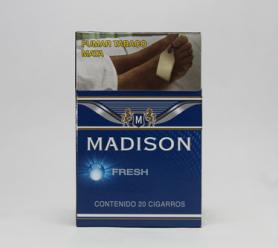 FUMAR TABACO
MATA
M
MADISON
FRESH
CONTENIDO 20 CIGARROS